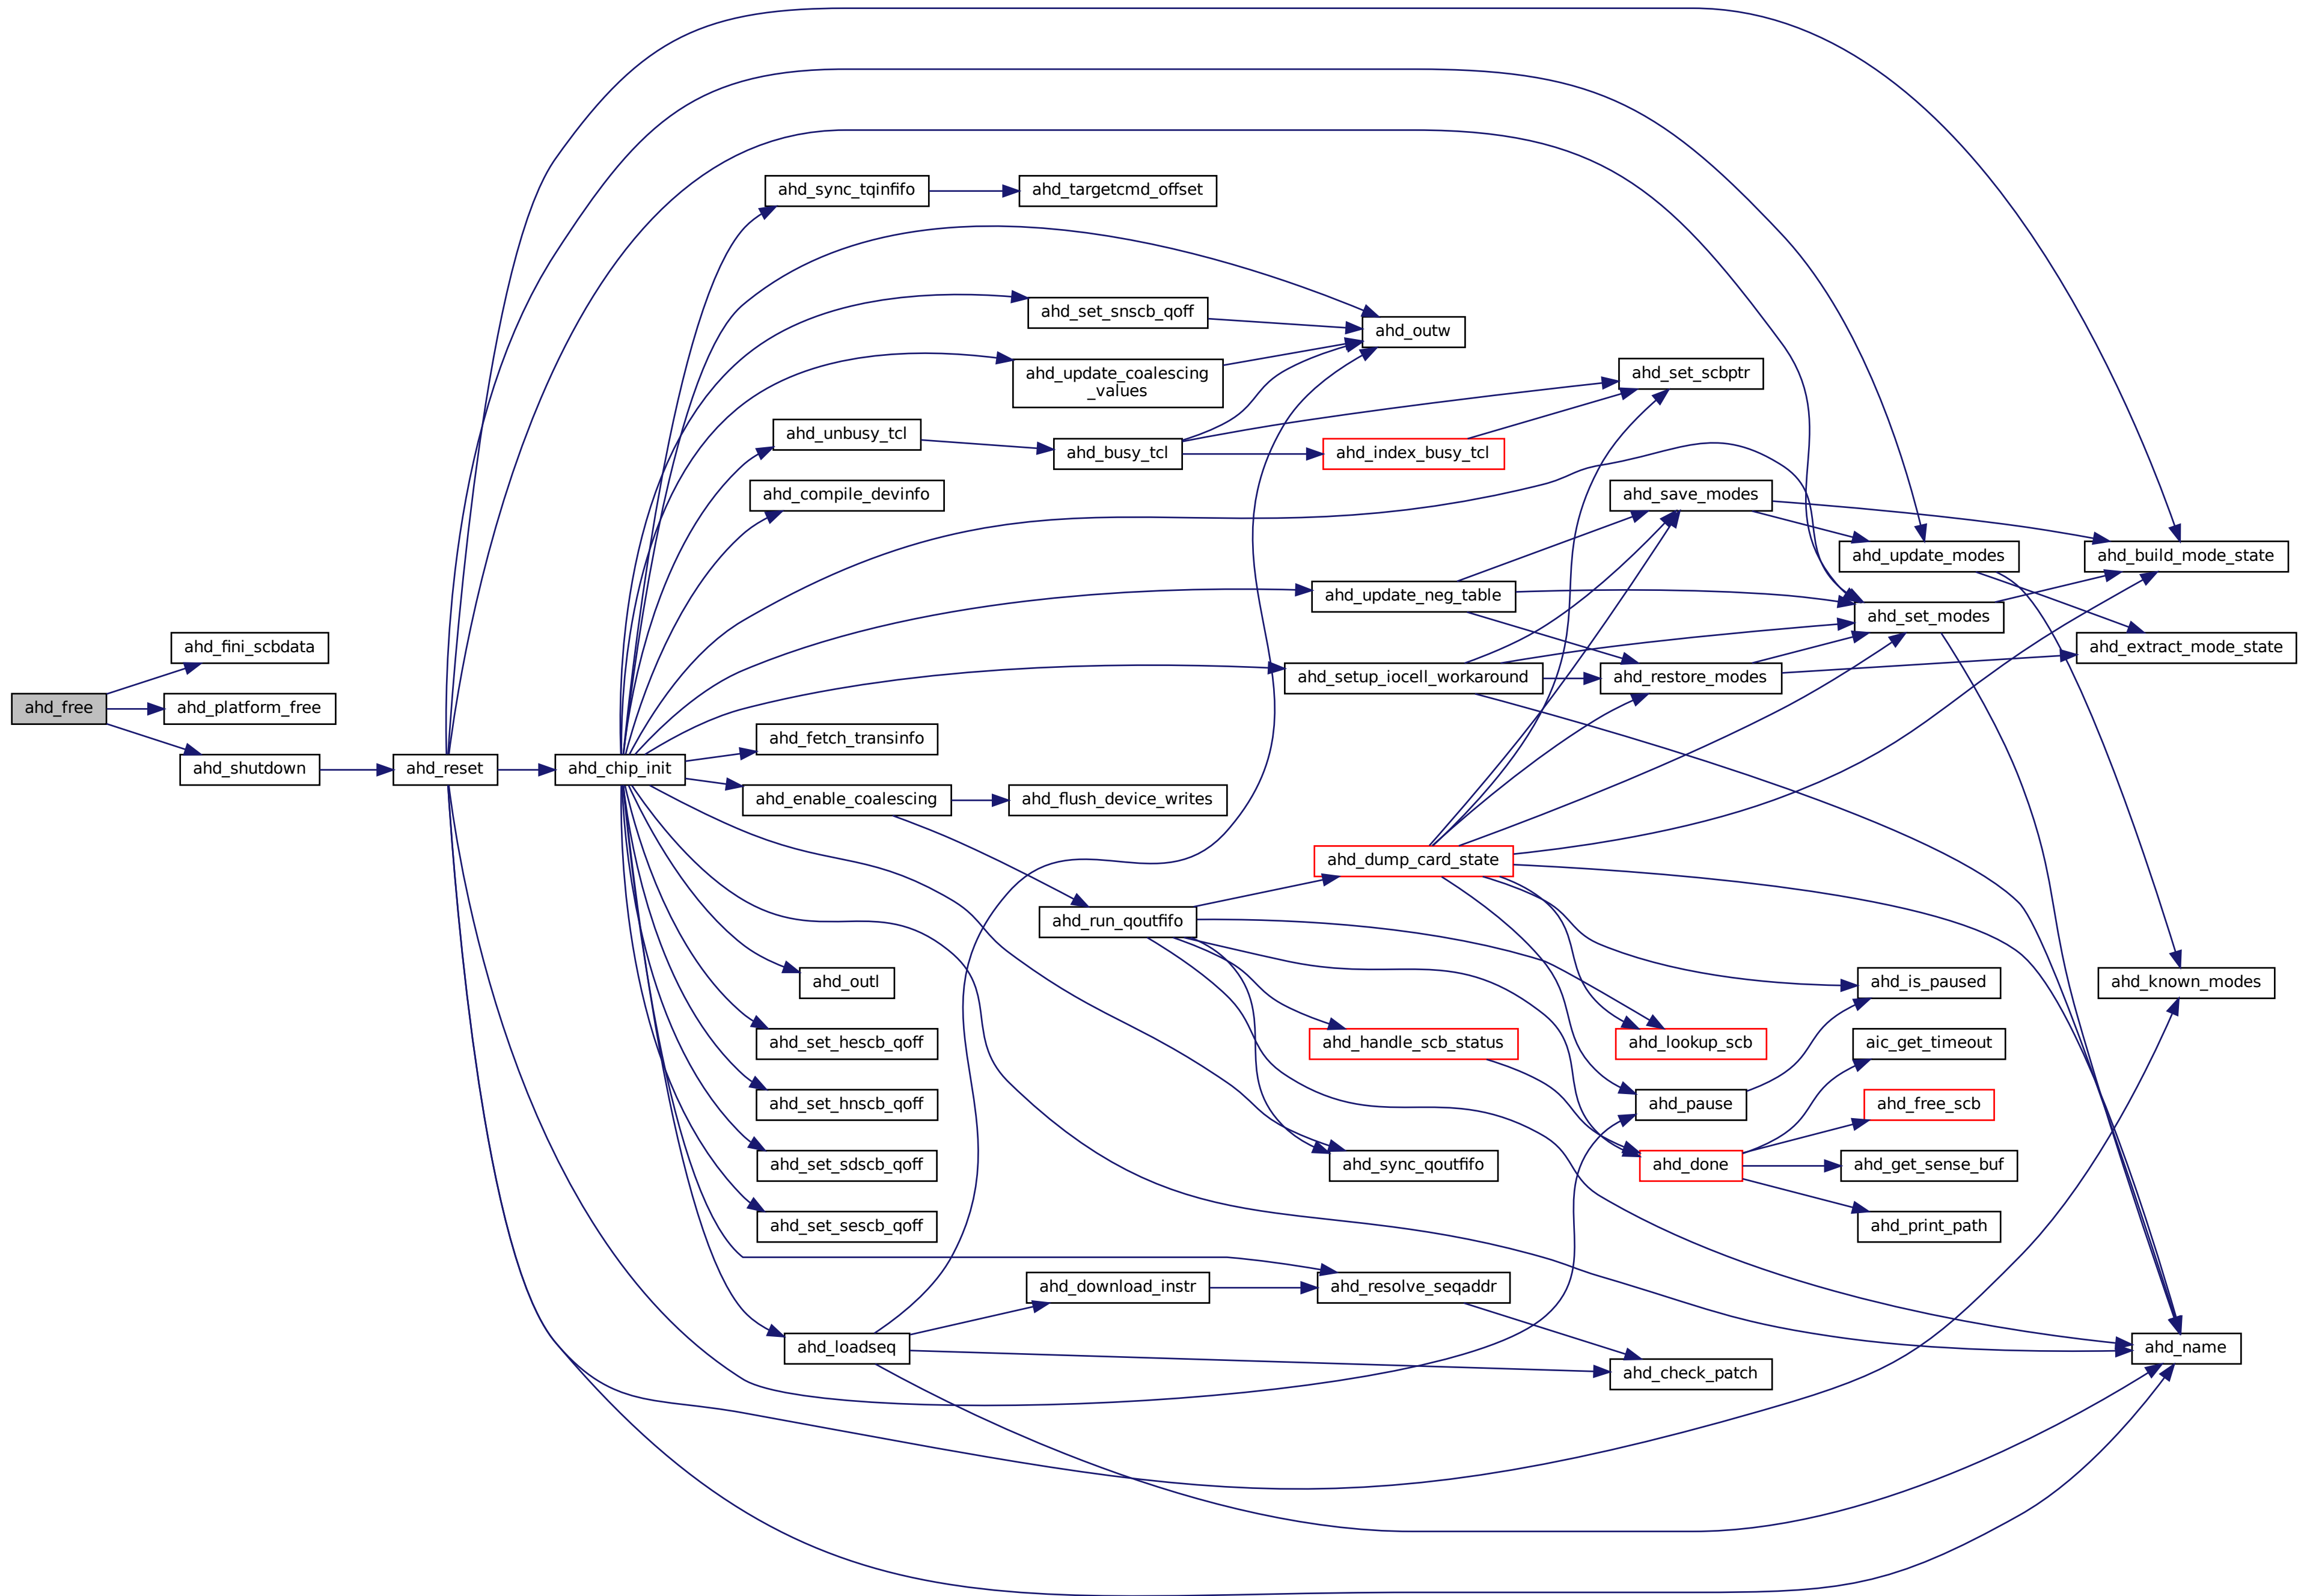 ahd_sync_tqinfifo
ahd_targetcmd_offset
ahd_set_snscb_qoff
ahd_outw
ahd_update_coalescing
_values
ahd_set_scbptr
ahd_unbusy_tcl
ahd_busy_tcl
ahd_index_busy_tcl
ahd_compile_devinfo
ahd_save_modes
ahd_update_modes
ahd_build_mode_state
ahd_update_neg_table
ahd_set_modes
ahd_fini_scbdata
ahd_extract_mode_state
ahd_setup_iocell_workaround
ahd_restore_modes
ahd_free
ahd_platform_free
ahd_fetch_transinfo
ahd_shutdown
ahd_reset
ahd_chip_init
ahd_enable_coalescing
ahd_flush_device_writes
ahd_dump_card_state
ahd_run_qoutfifo
ahd_outl
ahd_is_paused
ahd_known_modes
ahd_set_hescb_qoff
ahd_handle_scb_status
ahd_lookup_scb
aic_get_timeout
ahd_set_hnscb_qoff
ahd_pause
ahd_free_scb
ahd_set_sdscb_qoff
ahd_sync_qoutfifo
ahd_done
ahd_get_sense_buf
ahd_set_sescb_qoff
ahd_print_path
ahd_download_instr
ahd_resolve_seqaddr
ahd_loadseq
ahd_name
ahd_check_patch